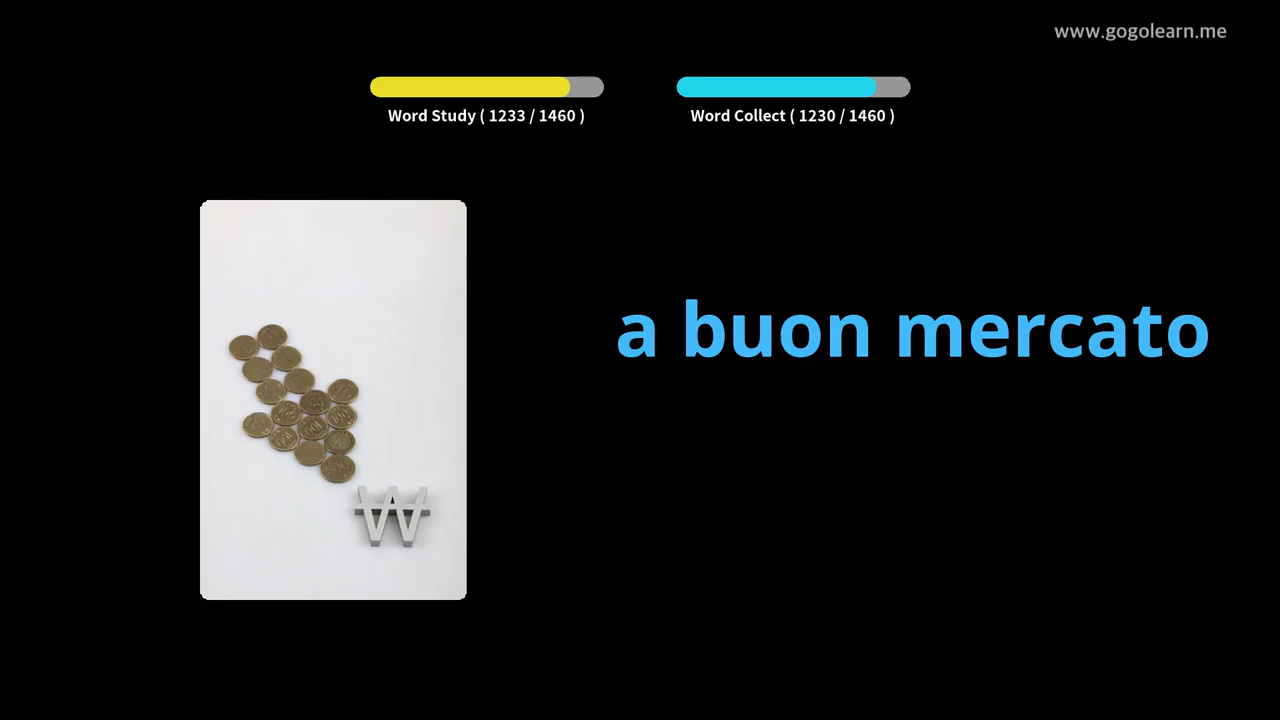 www.gogolearn.me
Word Study ( 1233 / 1460 )
Word Collect ( 1230 / 1460 )
a buon mercato
₩